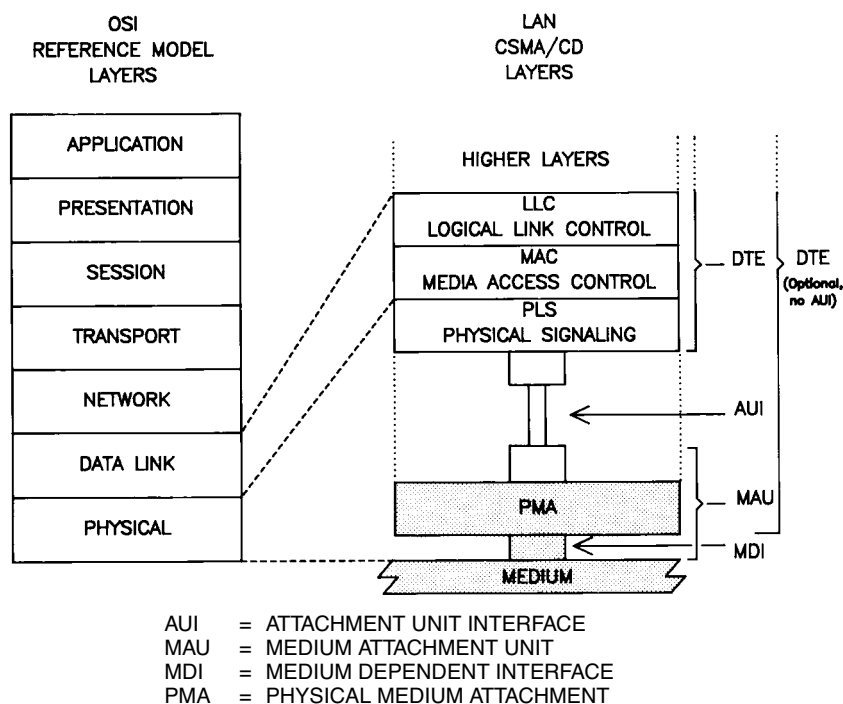 OSI
REFERENCE MODEL
LAYERS
LAN
CSMA/CD
LAYERS
APPLICATION
PRESENTATION
SESSION
TRANSPORT
NETWORK
DATA LINK
PHYSICAL
HIGHER LAYERS
LLC
LOGICAL LINK CONTROL
MAC
MEDIA ACCESS CONTROL
PLS
PHYSICAL SIGNALING
DTE
DTE
(Optional,
no AUI)
AUI
PMA
MAU
MDI
MEDIUM
AUI = ATTACHMENT UNIT INTERFACE
MAU = MEDIUM ATTACHMENT UNIT
MDI = MEDIUM DEPENDENT INTERFACE
PMA = PHYSICAL MEDIUM ATTACHMENT